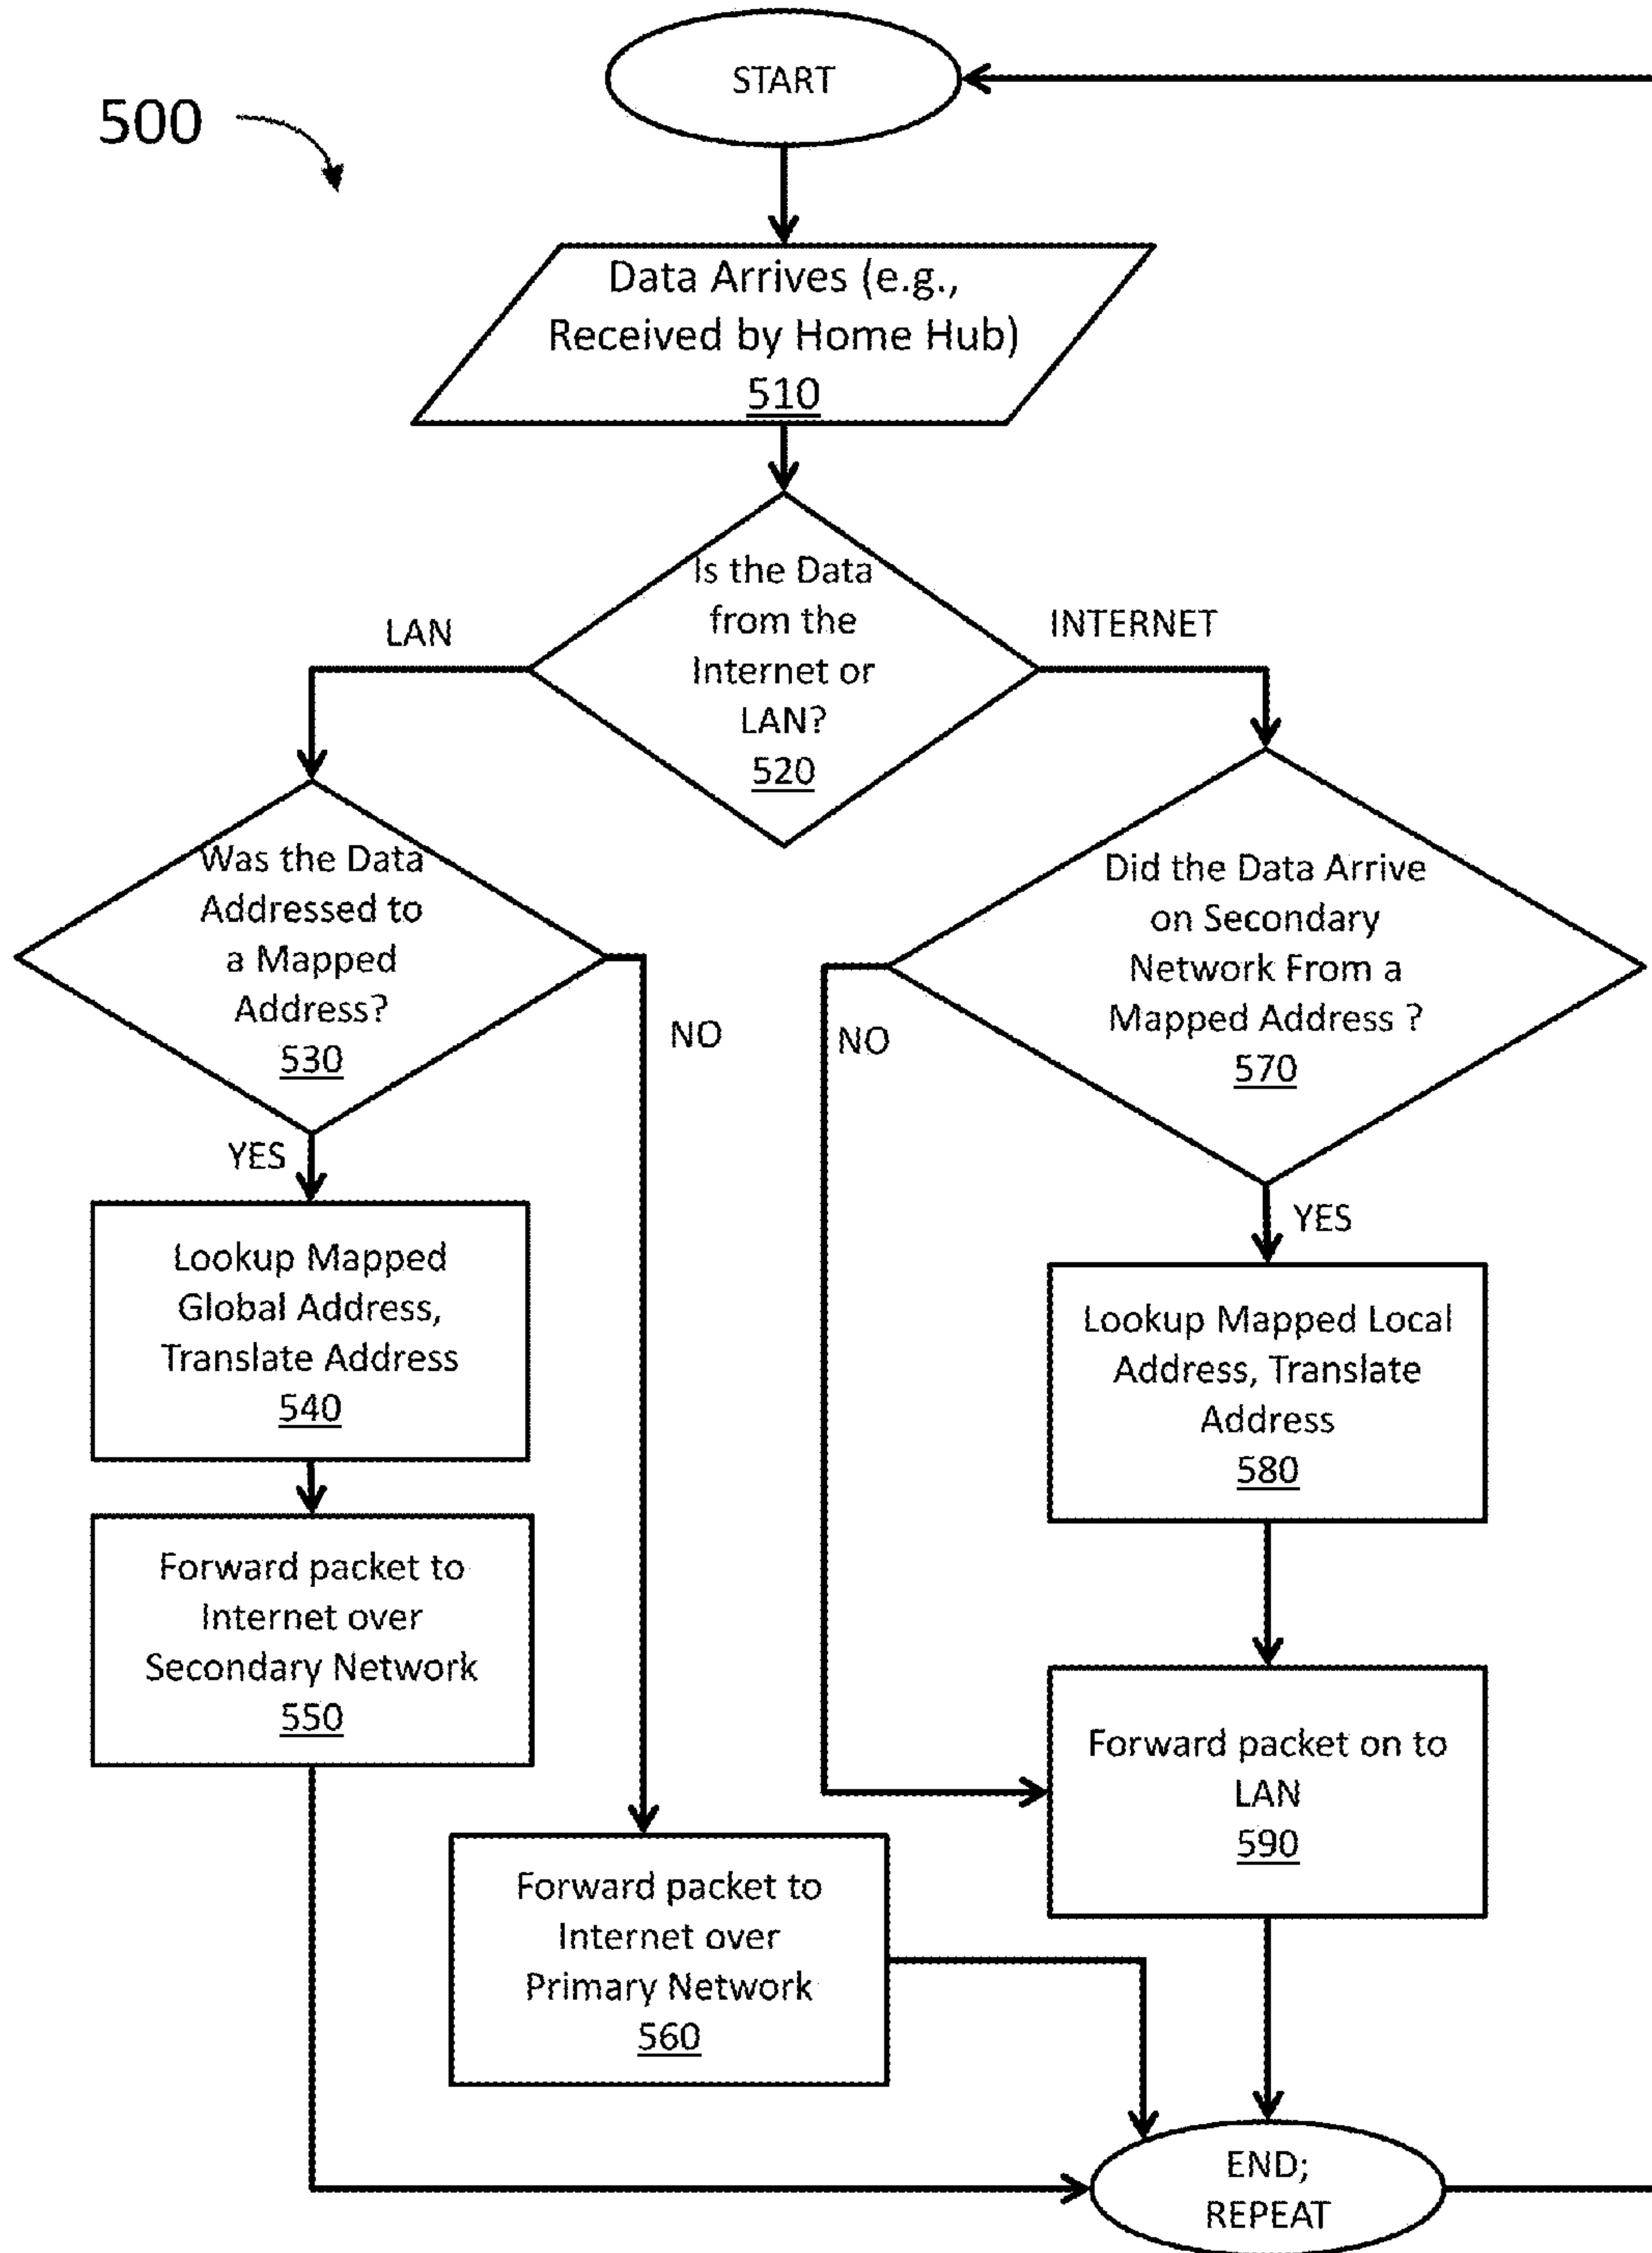 START
500
Data Arrives (e.g.,
Received by Home Hub)
510
Is the Data
from the
Internet or
LAN?
520
LAN
INTERNET
Was the Data
Addressed to
a Mapped
Address?
530
Did the Data Arrive
on Secondary
Network From a
Mapped Address ?
570
NO
NO
YES
YES
Lookup Mapped
Global Address,
Translate Address
540
Lookup Mapped Local
Address, Translate
Address
580
Forward packet to
Internet over
Secondary Network
550
Forward packet on to
LAN
590
Forward packet to
Internet over
Primary Network
560
END;
REPEAT